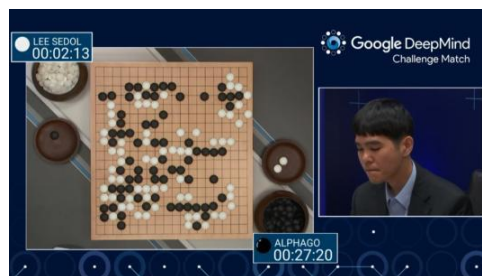 LEE SEDOL
00:02:13
Google DeepMind
Challenge Match
ALPHAGO
00:27:20